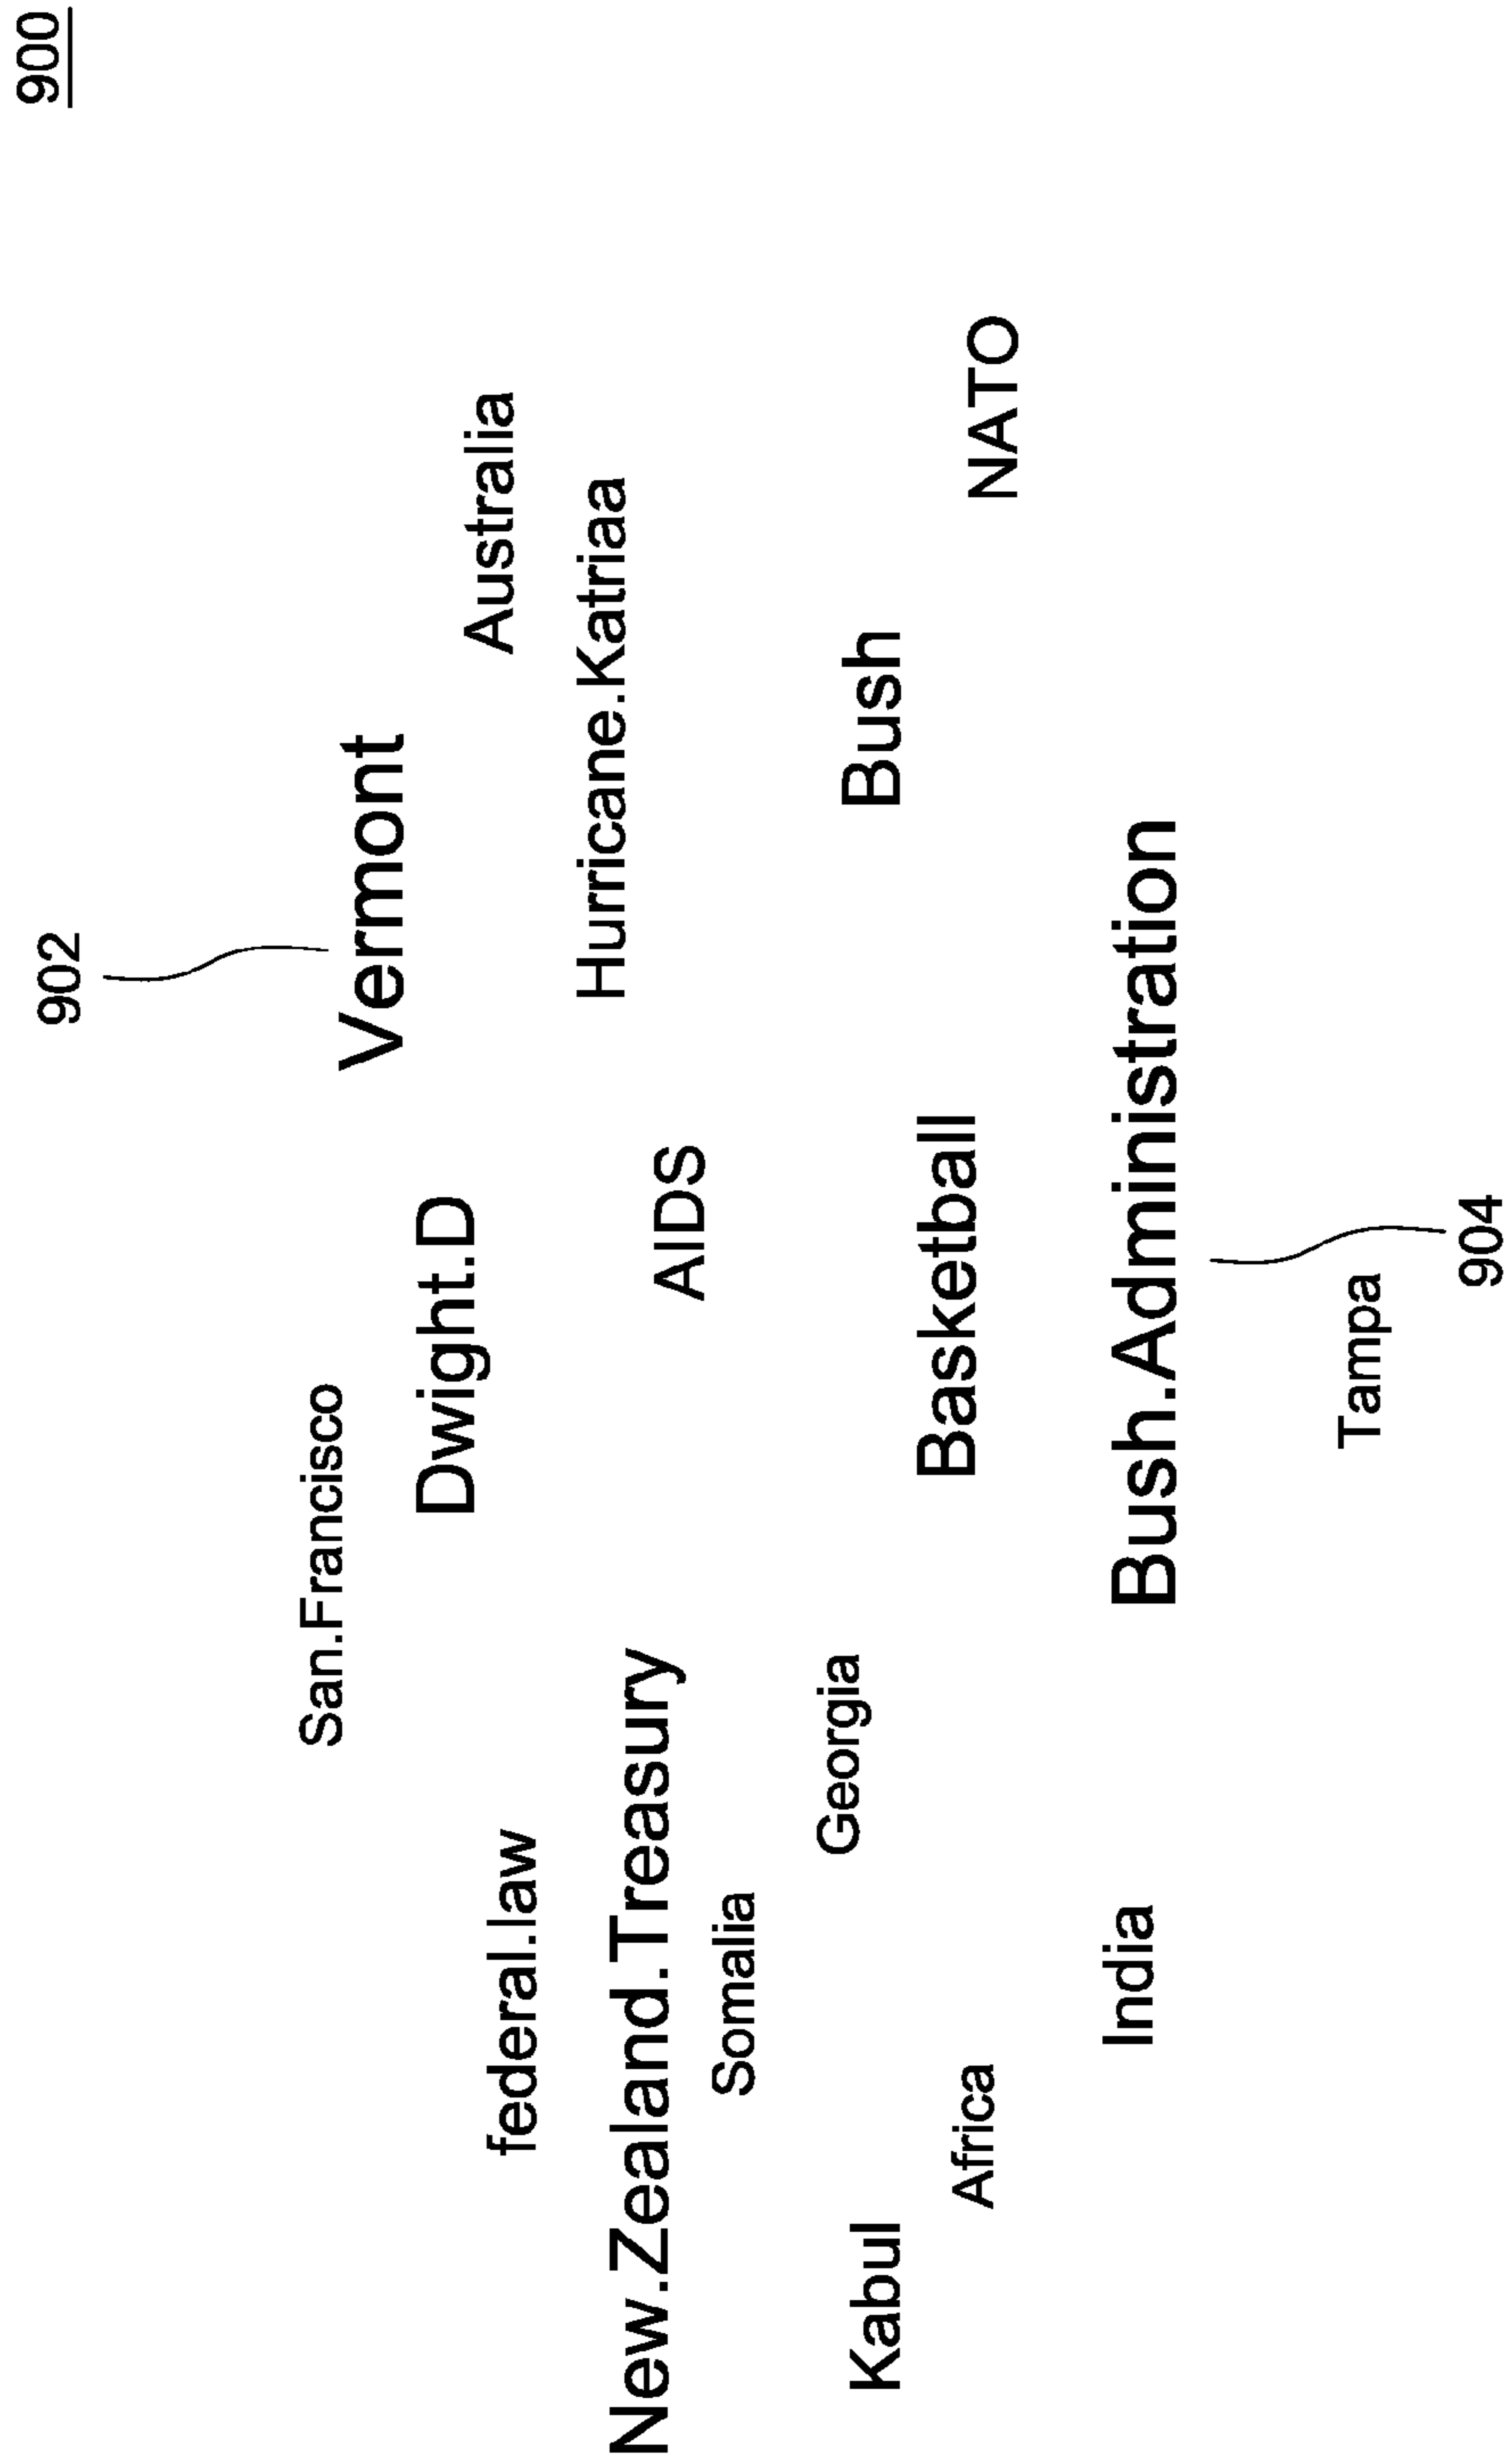 900
902
San.Francisco
Vermont
Dwight.D
Australia
federal.law
Hurricane.Katriaa
New.Zealand.Treasury
AIDS
Somalia
Georgia
Bush
Kabul
Basketball
Africa
NATO
India
Bush.Administration
Tampa
904